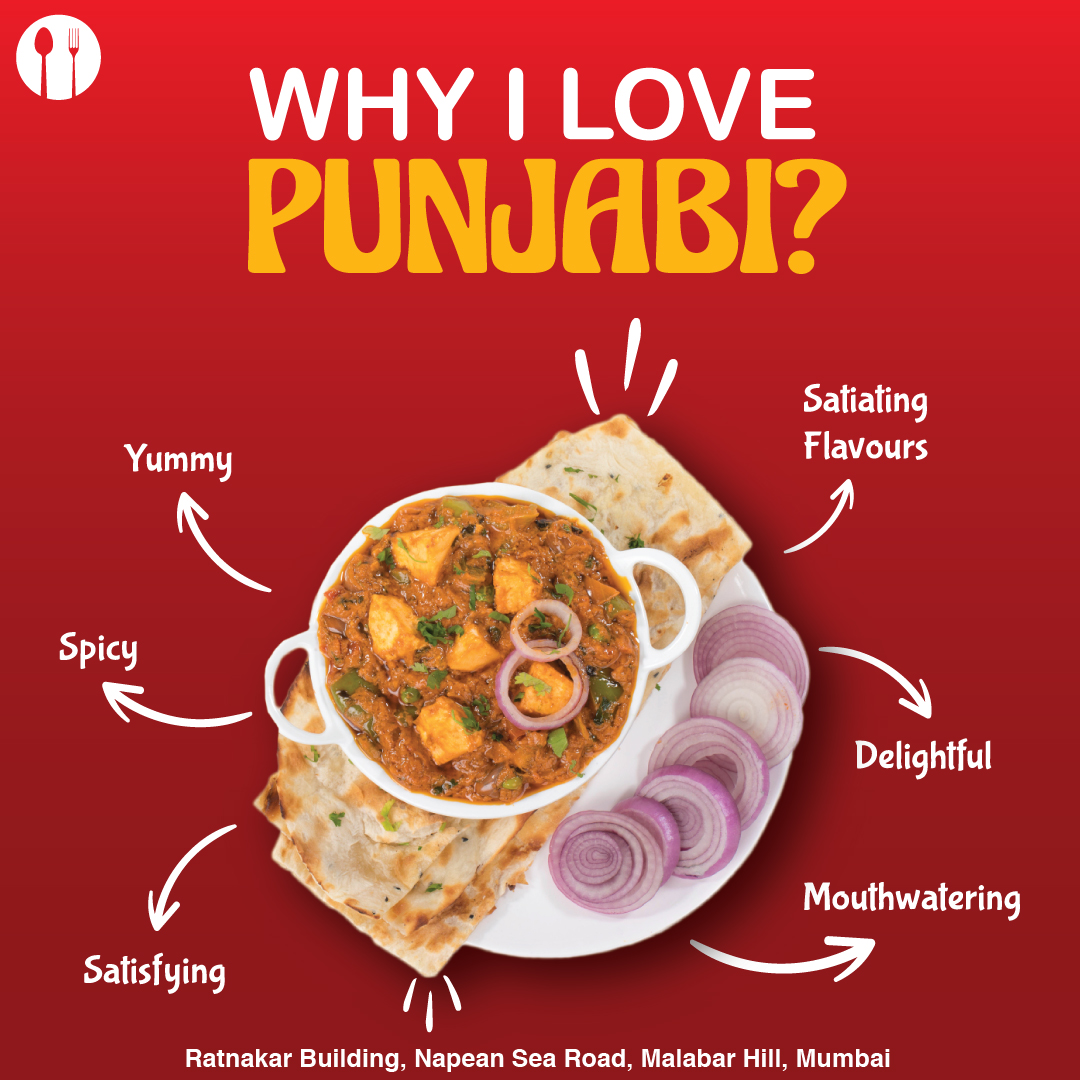 WHY I LOVE
PUNJABI?
Satiating
Flavours
Yummy
Spicy
Delightful
Mouthwatering
Satisfying
Ratnakar Building, Napean Sea Road, Malabar Hill, Mumbai